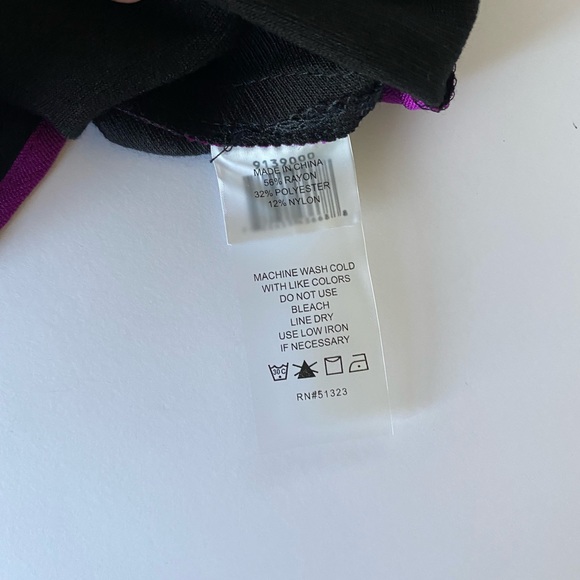 9139000
MADE IN CHINA
56% RAYON
32% POLYESTER
12% NYLON
MACHINE WASH COLD
WITH LIKE COLORS
DO NOT USE
BLEACH
LINE DRY
USE LOW IRON
IF NECESSARY
30C
RN#51323